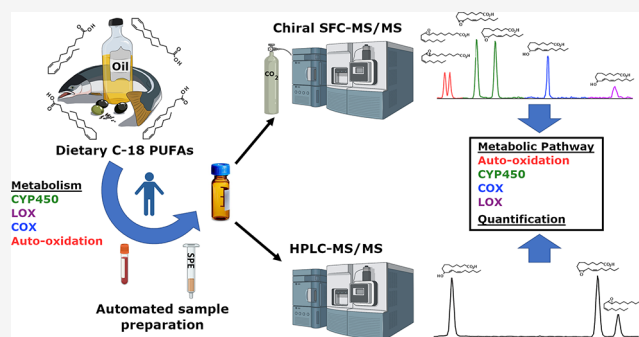 Oil
Dietary C-18 PUFAs
Metabolism
CYP450
LOX
COX
Auto-oxidation
SPE
Automated sample
preparation
Chiral SFC-MS/MS
CO2
HPLC-MS/MS
Metabolic Pathway
Auto-oxidation
CYP450
COX
LOX
Quantification